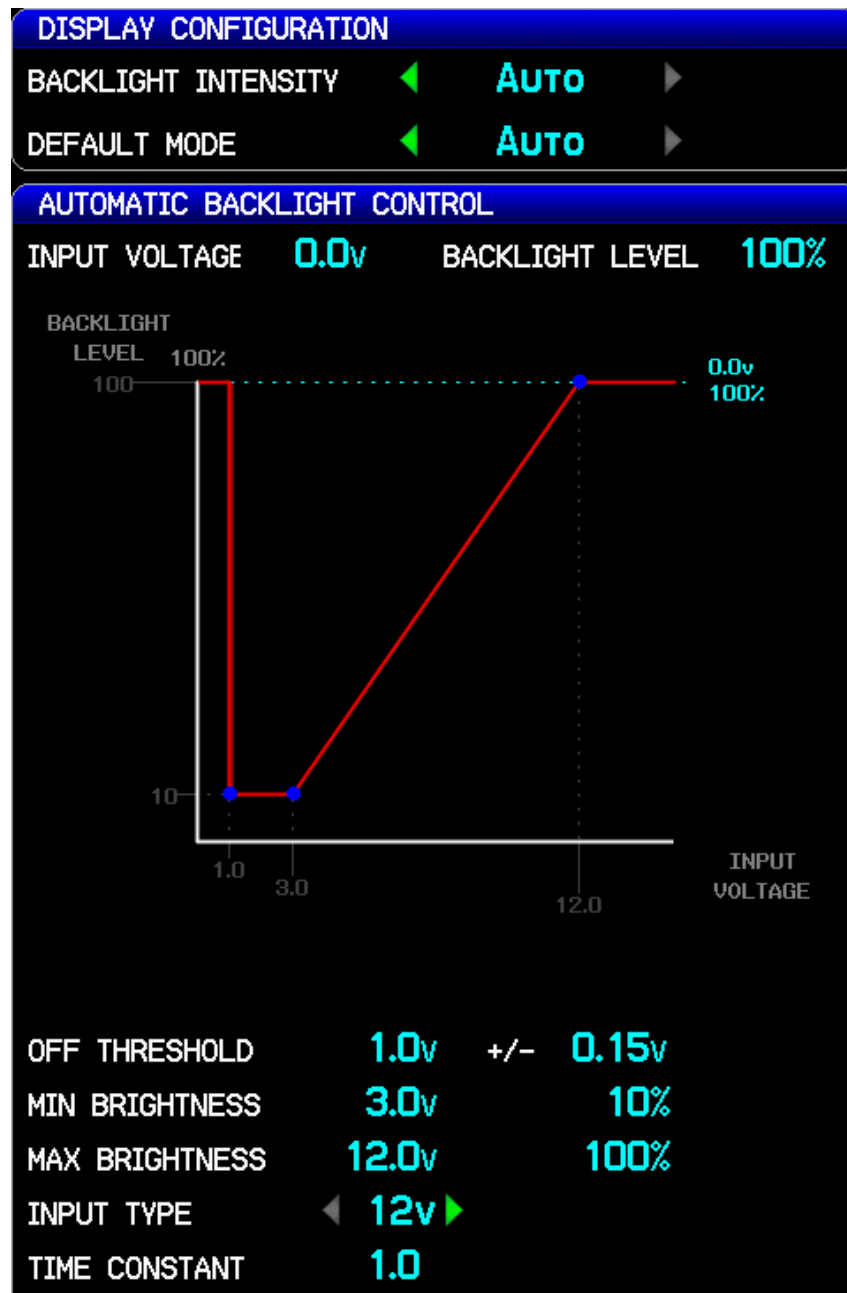 DISPLAY CONFIGURATION
BACKLIGHT INTENSITY AUTO
DEFAULT MODE AUTO
AUTOMATIC BACKLIGHT CONTROL
INPUT VOLTAGE 0.0V BACKLIGHT LEVEL 100%
BACKLIGHT
LEVEL 100%
0.0v
100
100%
10
1.0
3.0
12.0
INPUT
VOLTAGE
OFF THRESHOLD 1.0V +/- 0.15V
MIN BRIGHTNESS 3.0V 10%
MAX BRIGHTNESS 12.0V 100%
INPUT TYPE 12V
TIME CONSTANT 1.0